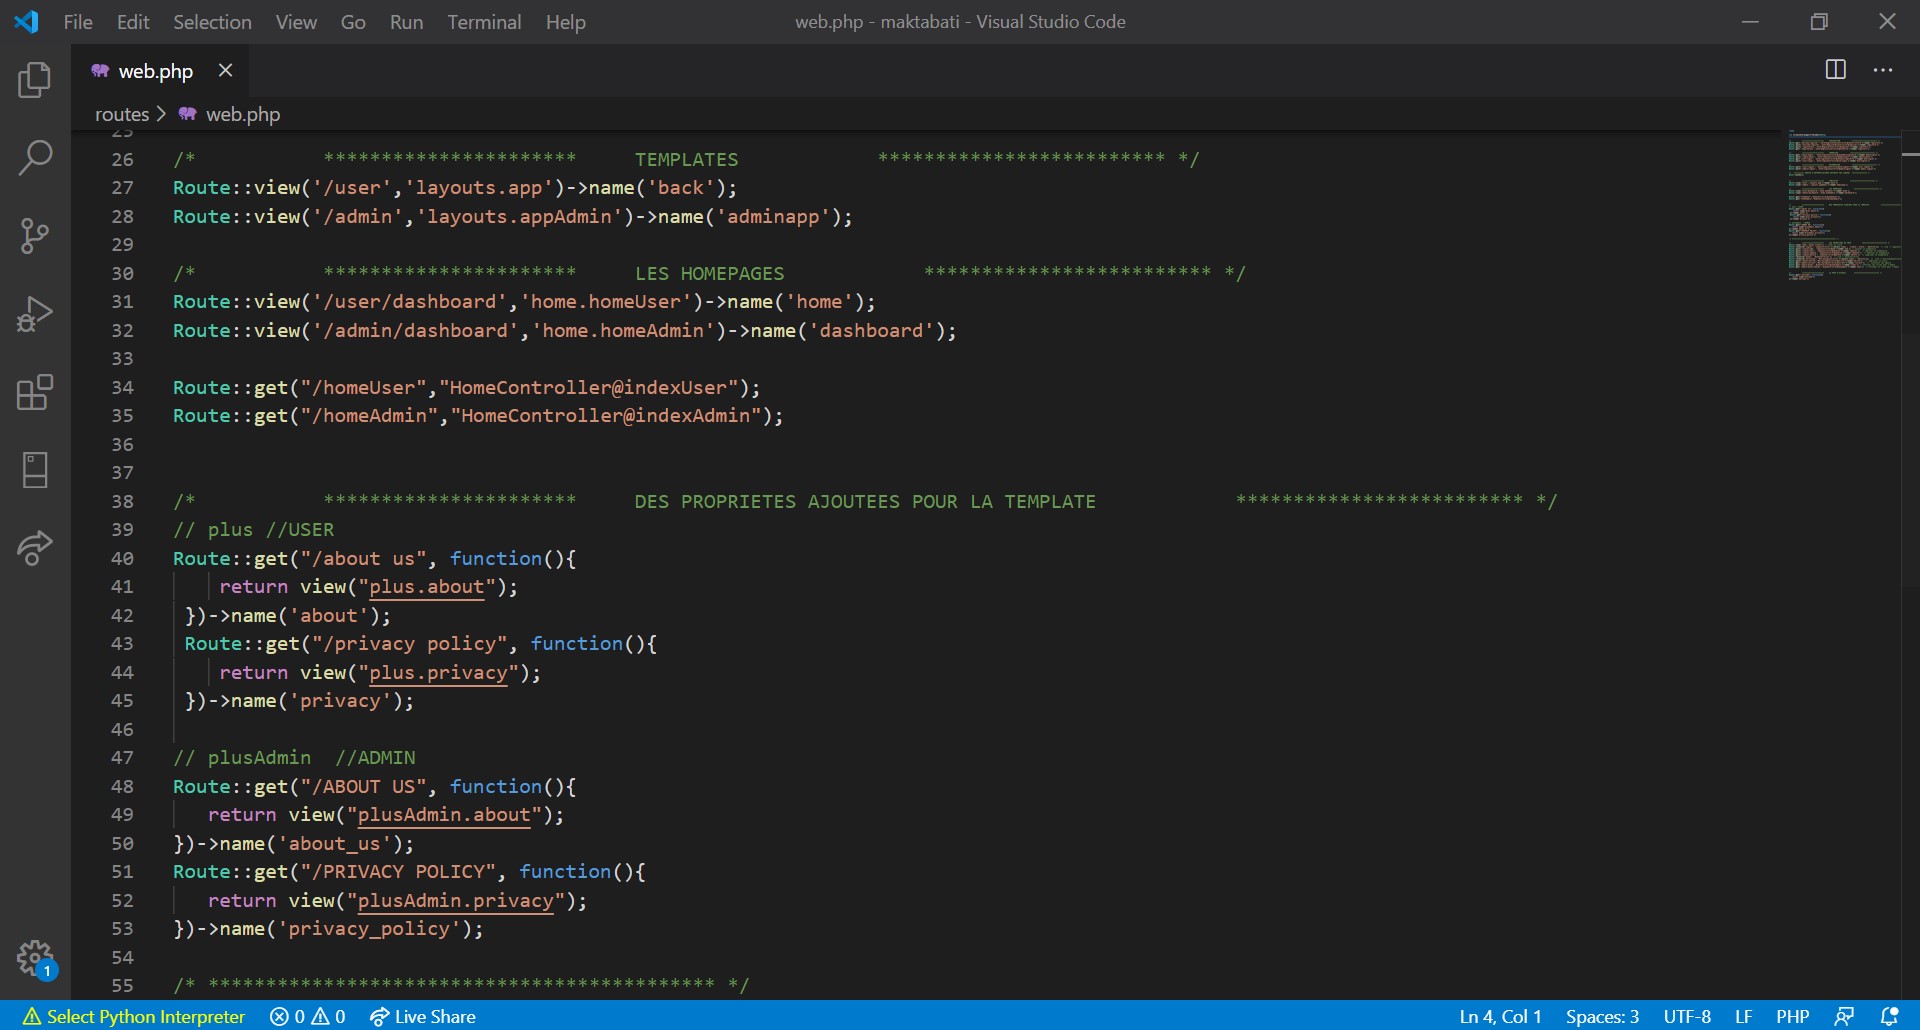 File Edit Selection View Go Run Terminal Help web.php - maktabati - Visual Studio Code
web.php
routes > web.php
25
26 /*           **********************     TEMPLATES            ************************* */
27 Route::view('/user','layouts.app')->name('back');
28 Route::view('/admin','layouts.appAdmin')->name('adminapp');
29
30 /*           **********************     LES HOMEPAGES            ************************* */
31 Route::view('/user/dashboard','home.homeUser')->name('home');
32 Route::view('/admin/dashboard','home.homeAdmin')->name('dashboard');
33
34 Route::get("/homeUser","HomeController@indexUser");
35 Route::get("/homeAdmin","HomeController@indexAdmin");
36
37
38 /*           **********************     DES PROPRIETES AJOUTEES POUR LA TEMPLATE            ************************* */
39 // plus //USER
40 Route::get("/about us", function(){
41     return view("plus.about");
42  })->name('about');
43  Route::get("/privacy policy", function(){
44     return view("plus.privacy");
45  })->name('privacy');
46
47 // plusAdmin  //ADMIN
48 Route::get("/ABOUT US", function(){
49    return view("plusAdmin.about");
50 })->name('about_us');
51 Route::get("/PRIVACY POLICY", function(){
52    return view("plusAdmin.privacy");
53 })->name('privacy_policy');
54
55 /* ******************************************** */
1
Select Python Interpreter 0 0 Live Share Ln 4, Col 1 Spaces: 3 UTF-8 LF PHP